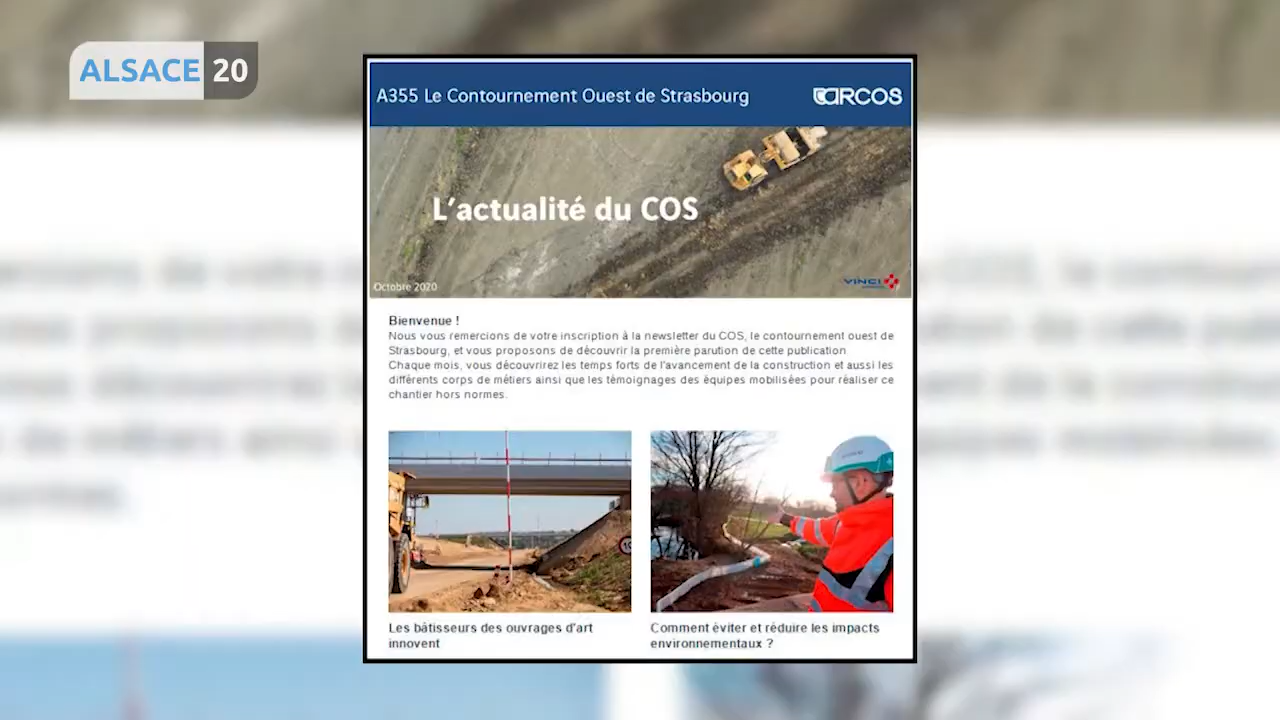 ALSACE 20
A355 Le Contournement Ouest de Strasbourg
ARCOS
L'actualité du COS
Octobre 2020
VINCI
Bienvenue !
Nous vous remercions de votre inscription à la newsletter du COS, le contournement ouest de
Strasbourg, et vous proposons de découvrir la première parution de cette publication.
Chaque mois, vous découvrirez les temps forts de l'avancement de la construction et aussi les
différents corps de métiers ainsi que les témoignages des équipes mobilisées pour réaliser ce
chantier hors normes.
Les bâtisseurs des ouvrages d'art
innovent
Comment éviter et réduire les impacts
environnementaux ?